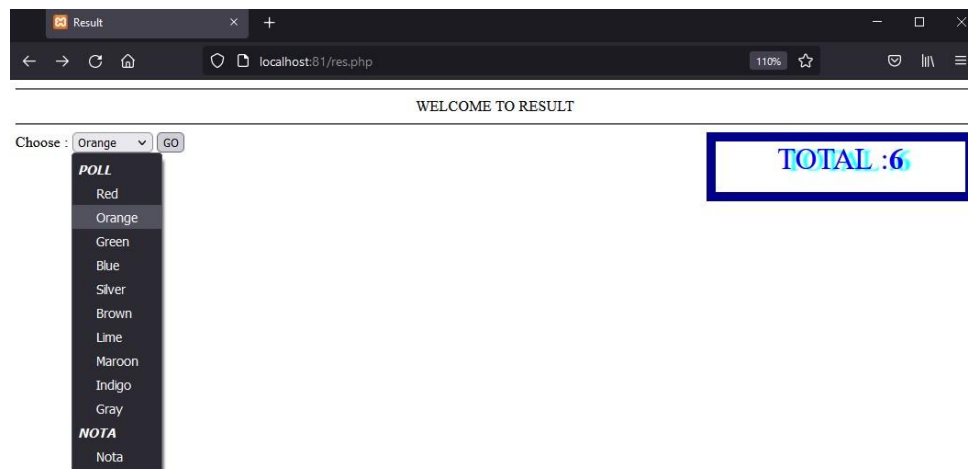 Result
localhost:81/res.php
110%
WELCOME TO RESULT
Choose : Orange GO
TOTAL :6
POLL
Red
Orange
Green
Blue
Silver
Brown
Lime
Maroon
Indigo
Gray
NOTA
Nota